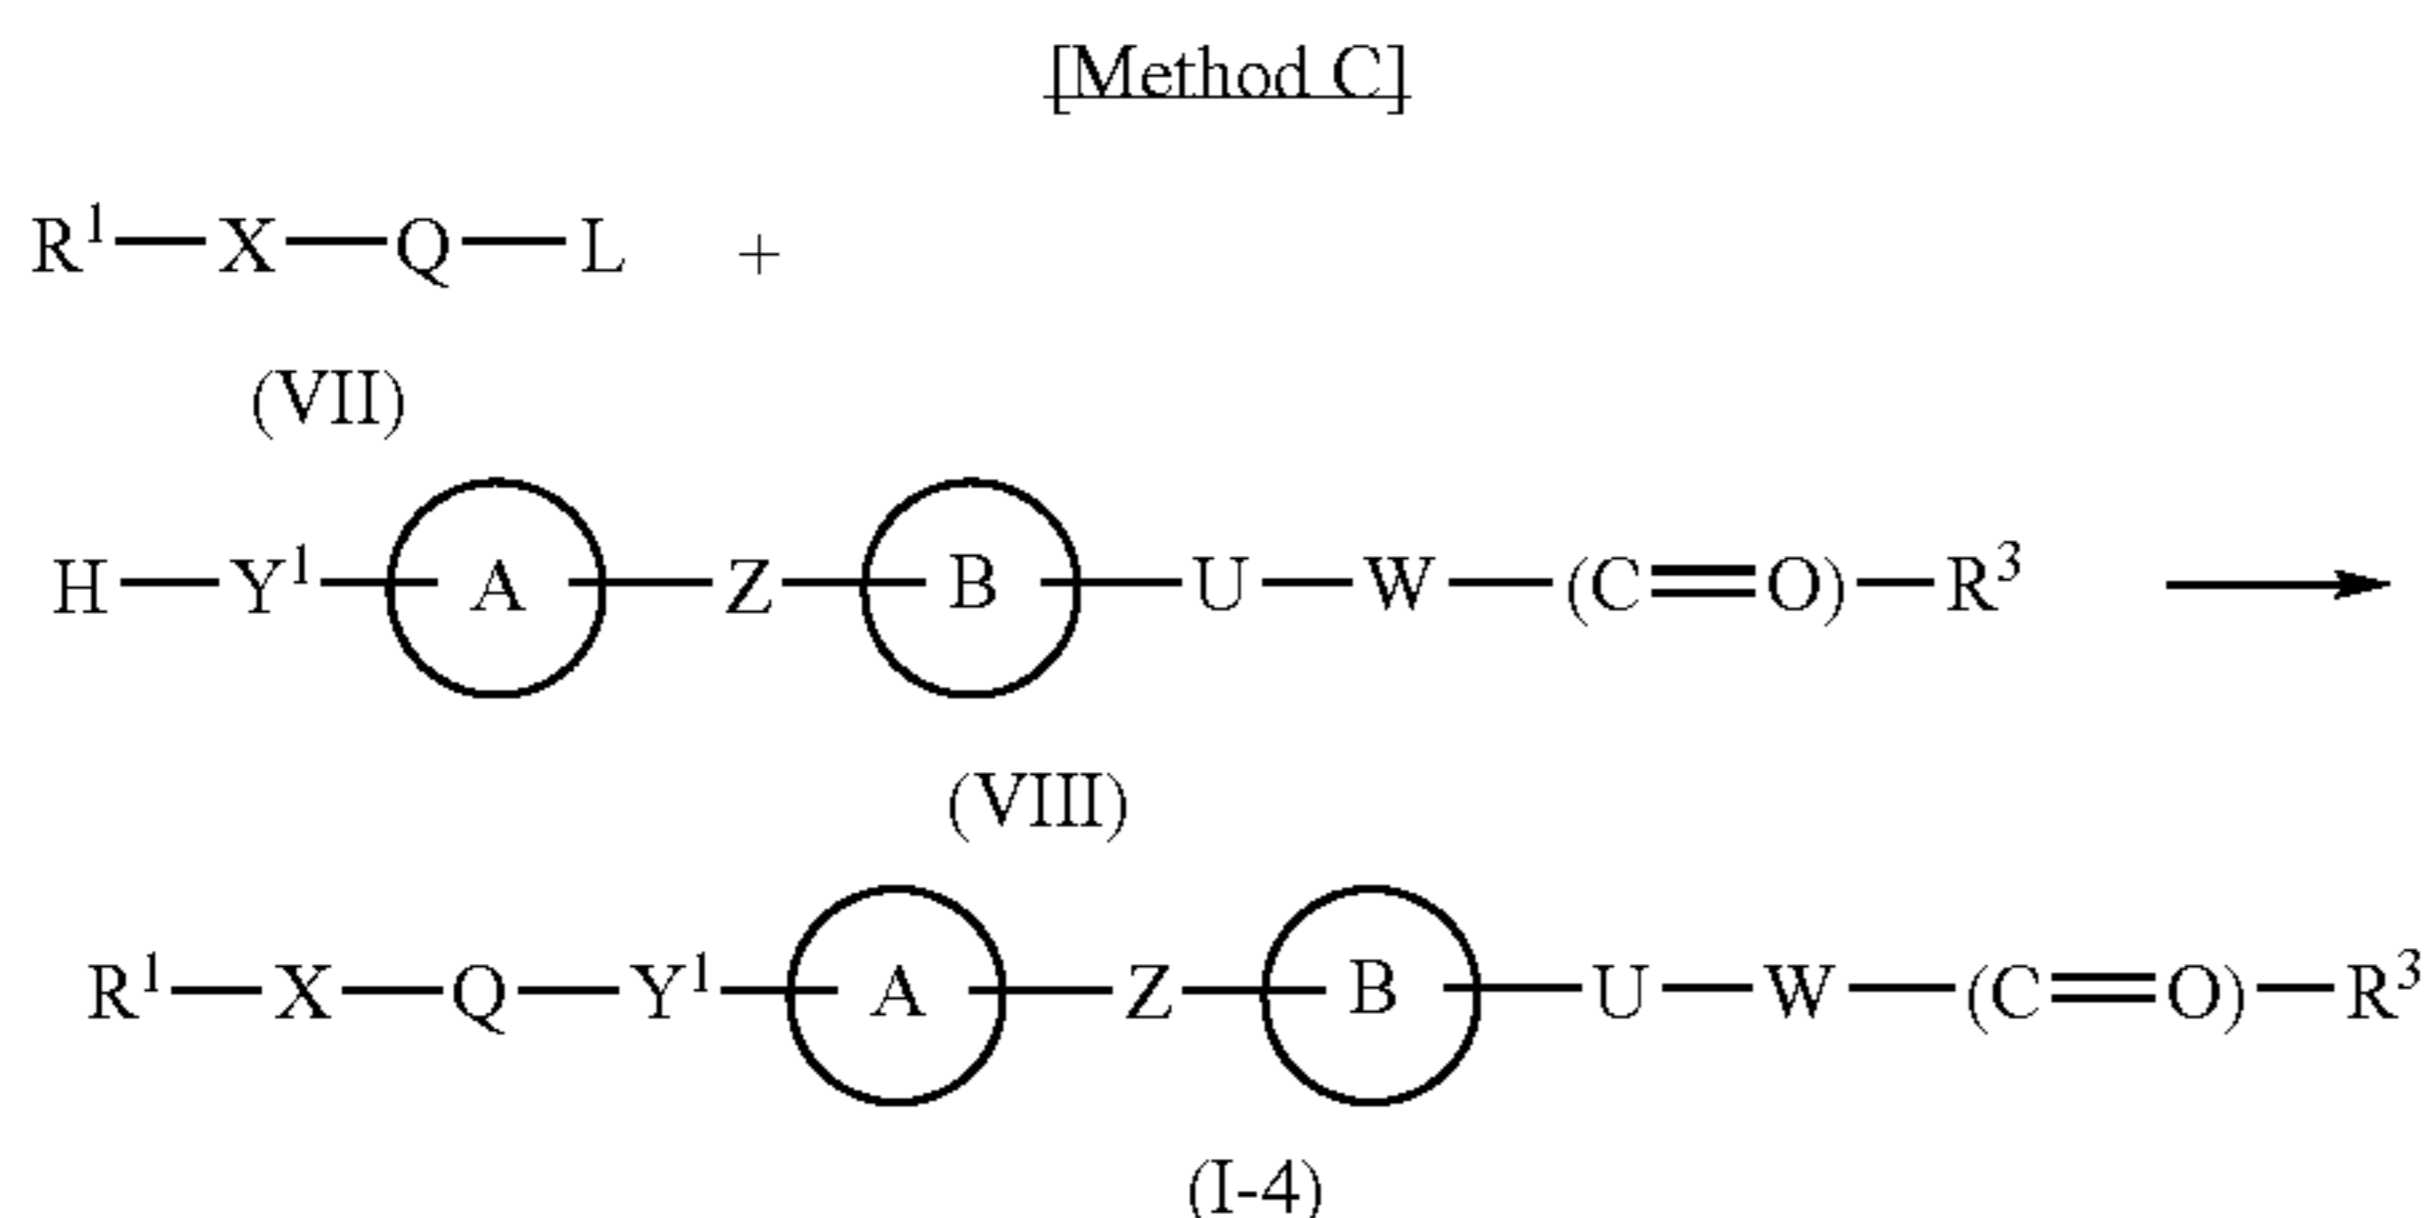 [Method C]
R¹—X—Q—L +
(VII)
H—Y¹—A—Z—B—U—W—(C=O)—R³ →
(VIII)
R¹—X—Q—Y¹—A—Z—B—U—W—(C=O)—R³
(I-4)